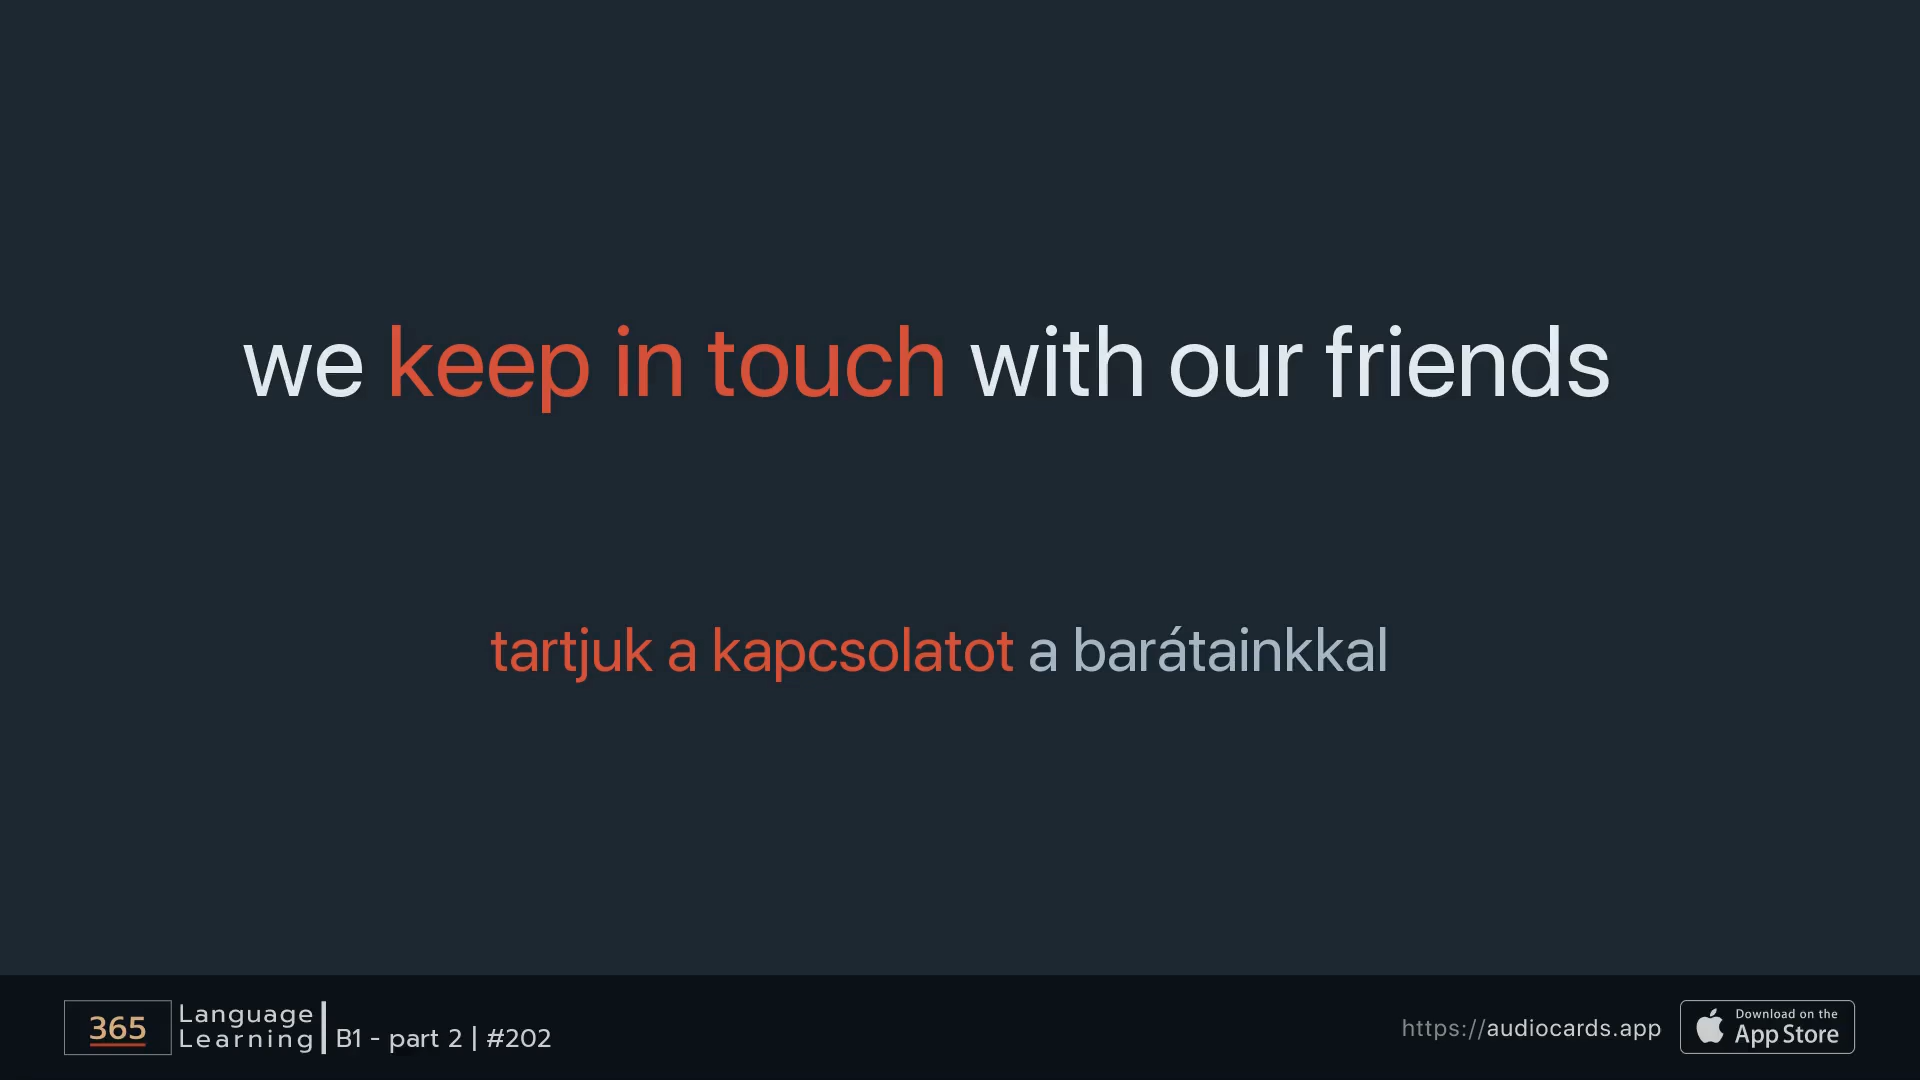 we keep in touch with our friends
tartjuk a kapcsolatot a barátainkkal
365
Language
Learning
B1 - part 2 | #202
https://audiocards.app
Download on the
App Store